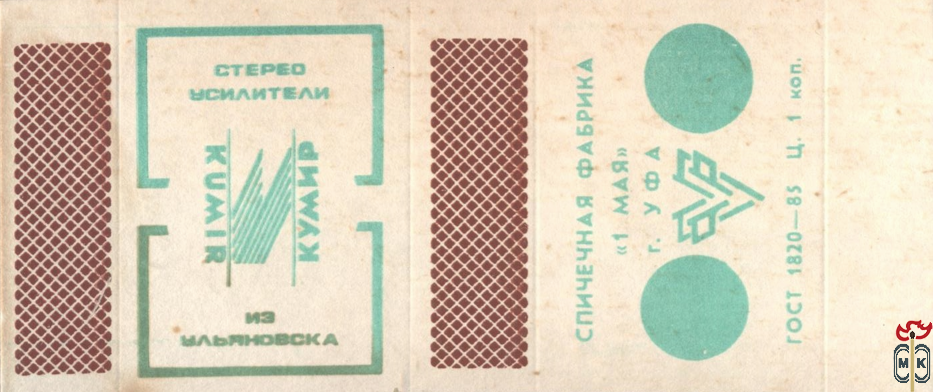 СТЕРЕО
УСИЛИТЕЛИ
KUMIR
КУМИР
ИЗ
УЛЬЯНОВСКА
СПИЧЕЧНАЯ ФАБРИКА
«1 МАЯ»
г. УФА
ГОСТ 1820—85 Ц. 1 коп.
МК